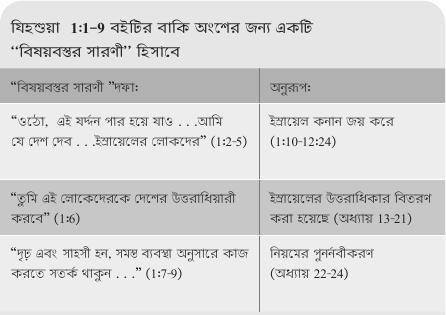 যিহশুয়া 1:1-9 বইটির বাকি অংশের জন্য একটি
“বিষয়বস্তুর সারণী” হিসাবে
“বিষয়বস্তুর সারণী ”দফা:
অনুরূপ:
“ওঠো, এই যর্দ্দন পার হয়ে যাও . . .আমি
যে দেশ দেব . . .ইস্রায়েলের লোকদের” (1:2-5)
ইস্রায়েল কনান জয় করে
(1:10-12:24)
“তুমি এই লোকেদেরকে দেশের উত্তরাধিয়ারী
করবে” (1:6)
ইস্রায়েলের উত্তরাধিকার বিতরণ
করা হয়েছে (অধ্যায় 13-21)
“দৃঢ় এবং সাহসী হন, সমস্ত ব্যবস্থা অনুসারে কাজ
করতে সতর্ক থাকুন . . .” (1:7-9)
নিয়মের পুনর্নবীকরণ
(অধ্যায় 22-24)